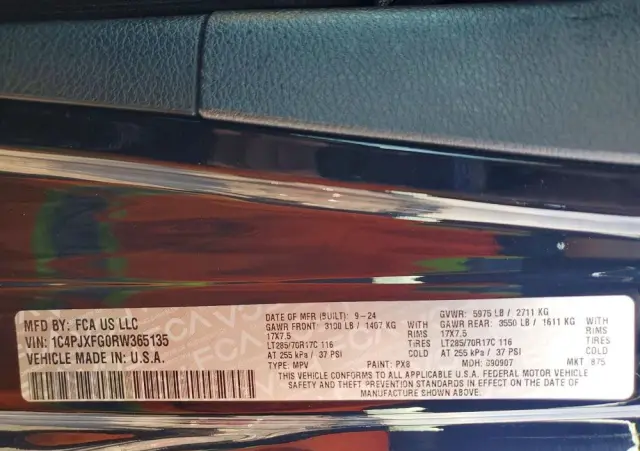 MFD BY: FCA US LLC
VIN: 1C4PJXFG0RW365135
VEHICLE MADE IN U.S.A.
DATE OF MFR (BUILT): 9-24
GAWR FRONT: 3100 LB / 1407 KG
17X7.5 RIMS
LT285/70R17C 116 TIRES
AT 255 kPa / 37 PSI COLD
TYPE: MPV PAINT: PX8
GVWR: 5975 LB / 2711 KG
GAWR REAR: 3550 LB / 1611 KG
17X7.5
LT285/70R17C 116 TIRES
AT 255 kPa / 37 PSI COLD
MDH: 090907 MKT 875
THIS VEHICLE CONFORMS TO ALL APPLICABLE U.S.A. FEDERAL MOTOR VEHICLE
SAFETY AND THEFT PREVENTION STANDARDS IN EFFECT ON THE DATE OF
MANUFACTURE SHOWN ABOVE.